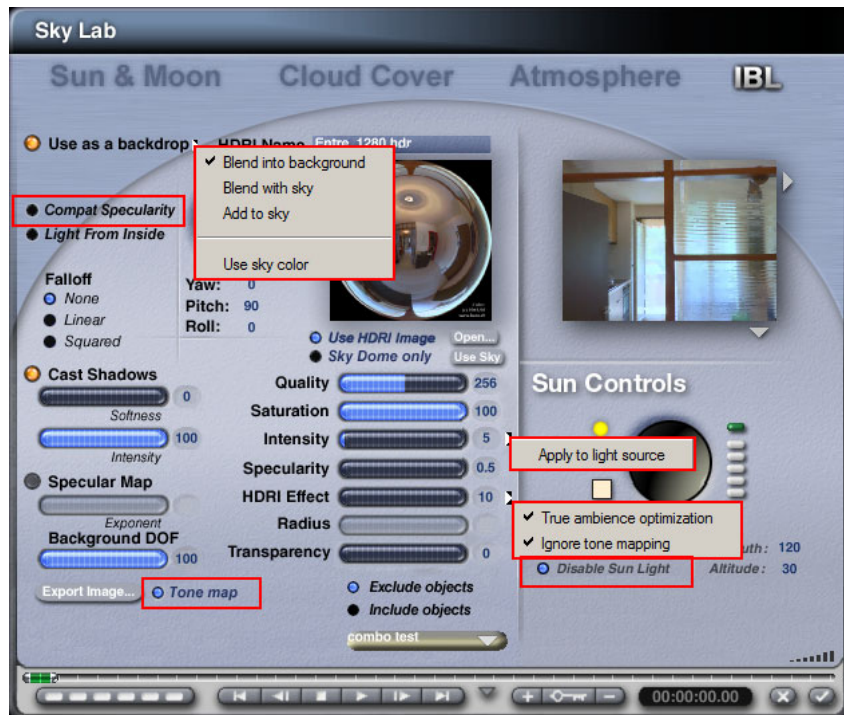 Sky Lab
Sun & Moon Cloud Cover Atmosphere IBL
Use as a backdrop HDRI Name Entre_1280.hdr
Blend into background
Blend with sky
Add to sky
Use sky color
Compat Specularity
Light From Inside
Falloff
None
Linear
Squared
Yaw: 0
Pitch: 90
Roll: 0
Use HDRI Image Open...
Sky Dome only Use Sky
Cast Shadows
0
Softness
100
Intensity
Specular Map
Exponent
Background DOF
100
Export Image... Tone map
Quality 256
Saturation 100
Intensity 5
Specularity 0.5
HDRI Effect 10
Radius
Transparency 0
Exclude objects
Include objects
combo test
Sun Controls
Apply to light source
True ambience optimization
Ignore tone mapping
120
Disable Sun Light Altitude: 30
00:00:00.00